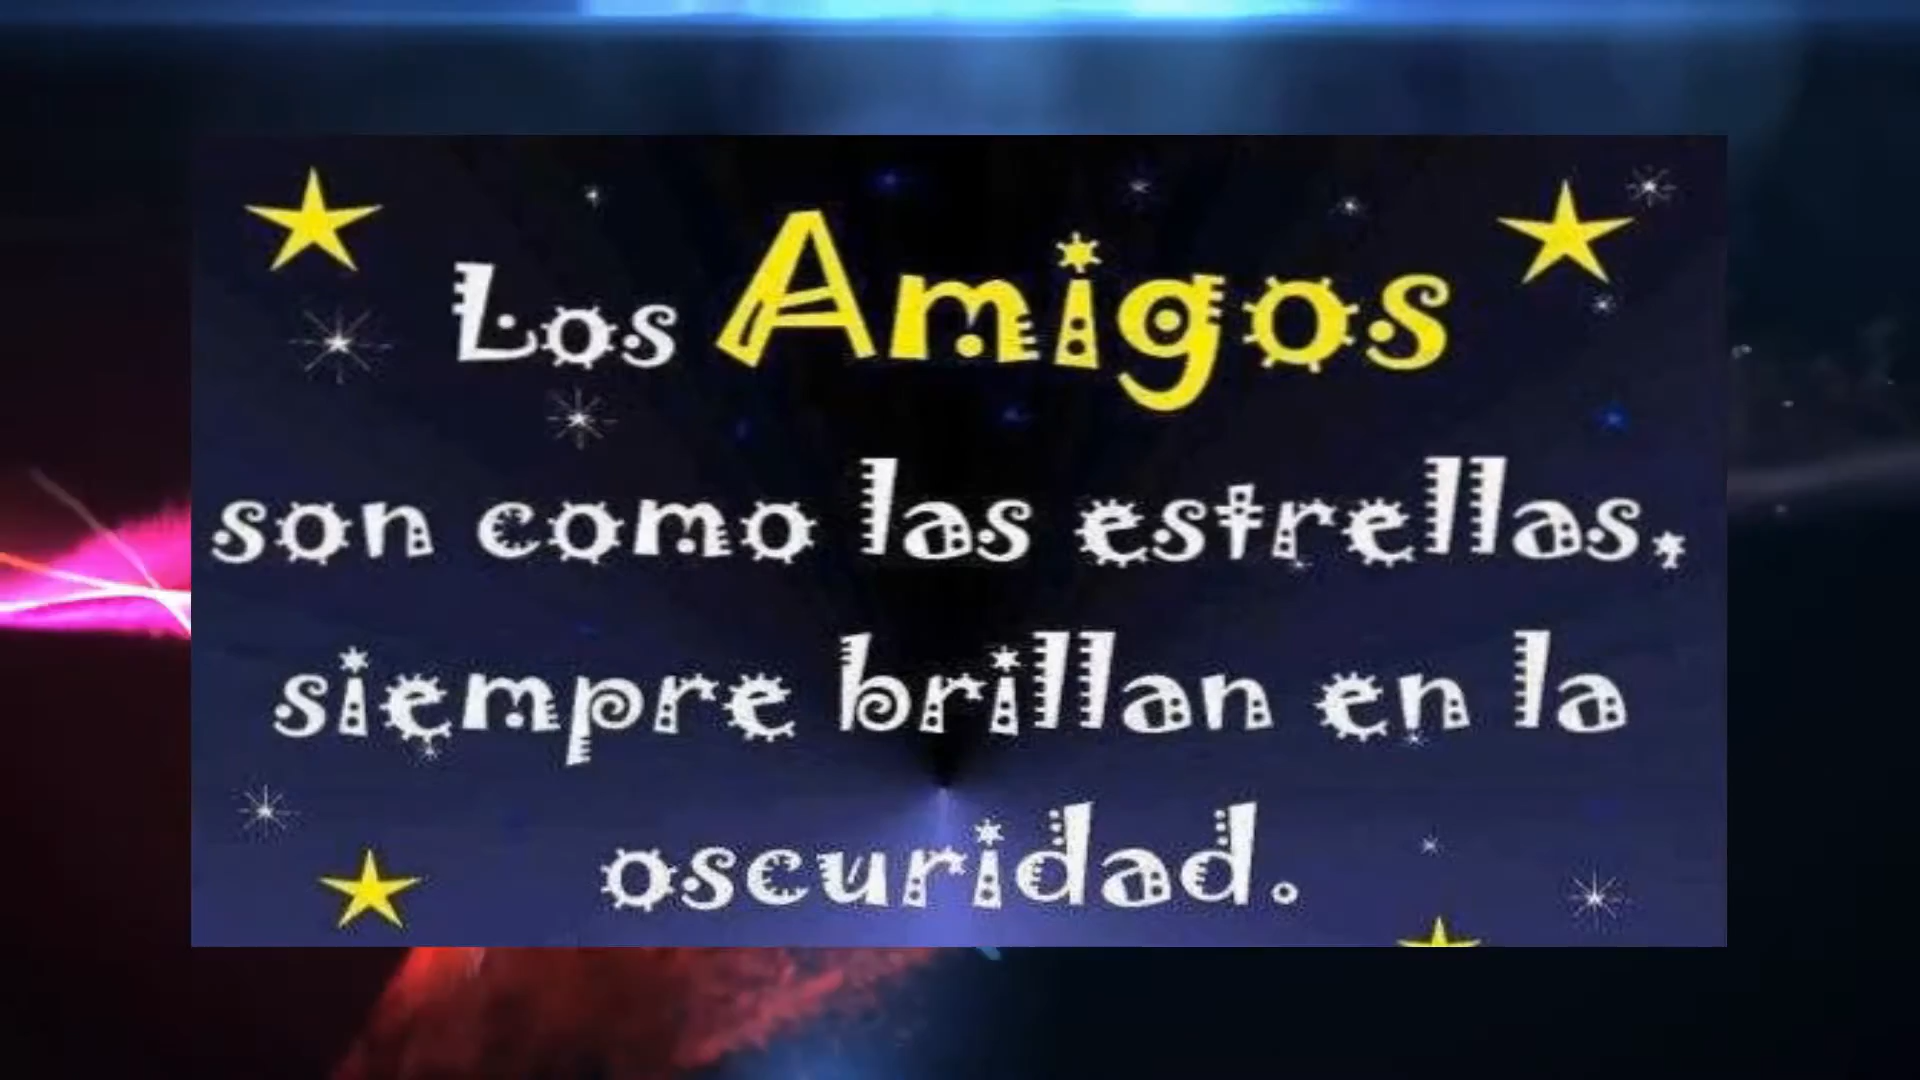 Los Amigos
son como las estrellas,
siempre brillan en la
oscuridad.